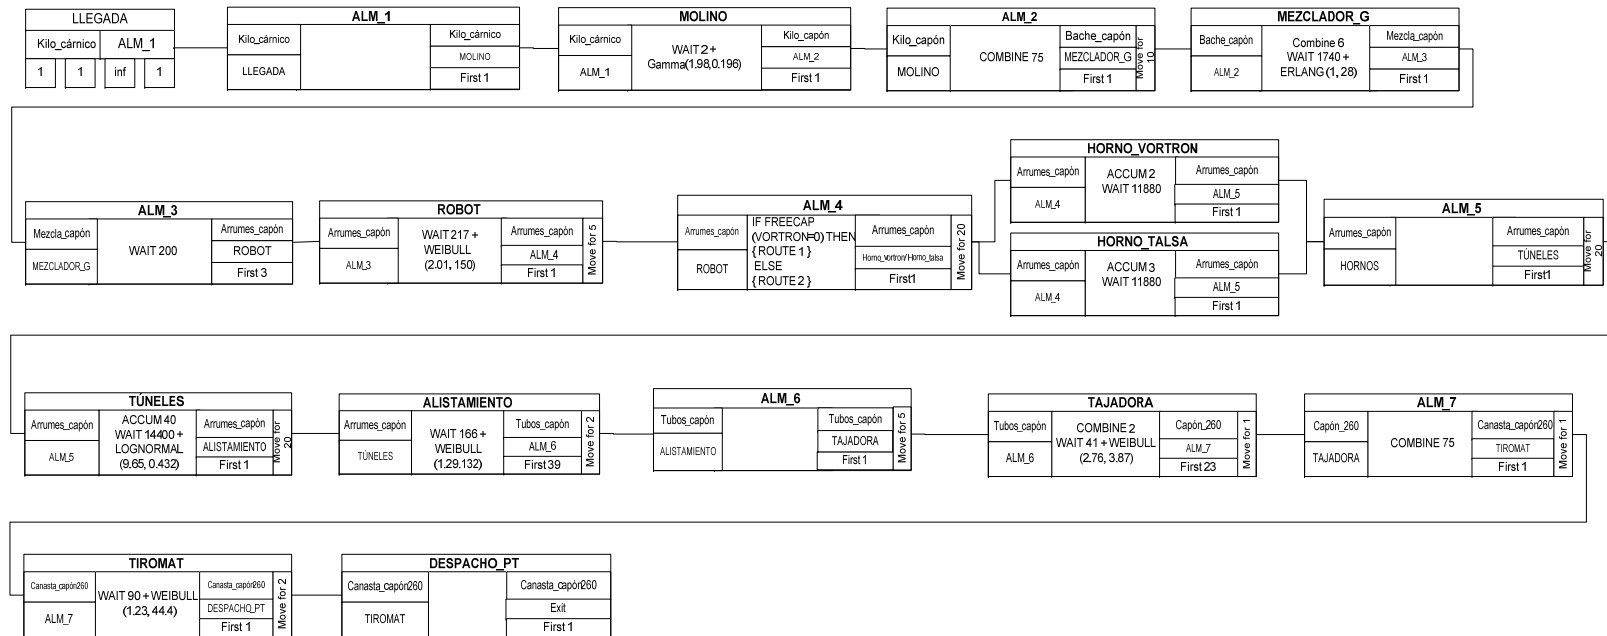 LLEGADA
Kilo_cárnico
ALM_1
1
1
inf
1
ALM_1
Kilo_cárnico
LLEGADA
Kilo_cárnico
MOLINO
First 1
MOLINO
Kilo_cárnico
ALM_1
WAIT 2 +
Gamma(1.98,0.196)
Kilo_capón
ALM_2
First 1
ALM_2
Kilo_capón
MOLINO
COMBINE 75
Bache_capón
MEZCLADOR_G
First 1
Move for
10
MEZCLADOR_G
Bache_capón
ALM_2
Combine 6
WAIT 1740 +
ERLANG (1, 28)
Mezcla_capón
ALM_3
First 1
ALM_3
Mezcla_capón
MEZCLADOR_G
WAIT 200
Arrumes_capón
ROBOT
First 3
ROBOT
Arrumes_capón
ALM_3
WAIT 217 +
WEIBULL
(2.01, 150)
Arrumes_capón
ALM_4
First 1
Move for 5
ALM_4
Arrumes_capón
ROBOT
IF FREECAP
(VORTRON=0) THEN
{ ROUTE 1 }
ELSE
{ ROUTE 2 }
Arrumes_capón
Horno_vortron/Horno_talsa
First1
Move for 20
HORNO_VORTRON
Arrumes_capón
ALM_4
ACCUM 2
WAIT 11880
Arrumes_capón
ALM_5
First 1
HORNO_TALSA
Arrumes_capón
ALM_4
ACCUM 3
WAIT 11880
Arrumes_capón
ALM_5
First 1
ALM_5
Arrumes_capón
HORNOS
Arrumes_capón
TÚNELES
First1
Move for
20
TÚNELES
Arrumes_capón
ALM_5
ACCUM 40
WAIT 14400 +
LOGNORMAL
(9.65, 0.432)
Arrumes_capón
ALISTAMIENTO
First 1
Move for
20
ALISTAMIENTO
Arrumes_capón
TÚNELES
WAIT 166 +
WEIBULL
(1.29.132)
Tubos_capón
ALM_6
First 39
Move for 2
ALM_6
Tubos_capón
ALISTAMIENTO
Tubos_capón
TAJADORA
First 1
Move for 5
TAJADORA
Tubos_capón
ALM_6
COMBINE 2
WAIT 41 + WEIBULL
(2.76, 3.87)
Capón_260
ALM_7
First 23
Move for 1
ALM_7
Capón_260
TAJADORA
COMBINE 75
Canasta_capón260
TIROMAT
First 1
Move for 1
TIROMAT
Canasta_capón260
ALM_7
WAIT 90 + WEIBULL
(1.23, 44.4)
Canasta_capón260
DESPACHO_PT
First 1
Move for 2
DESPACHO_PT
Canasta_capón260
TIROMAT
Canasta_capón260
Exit
First 1